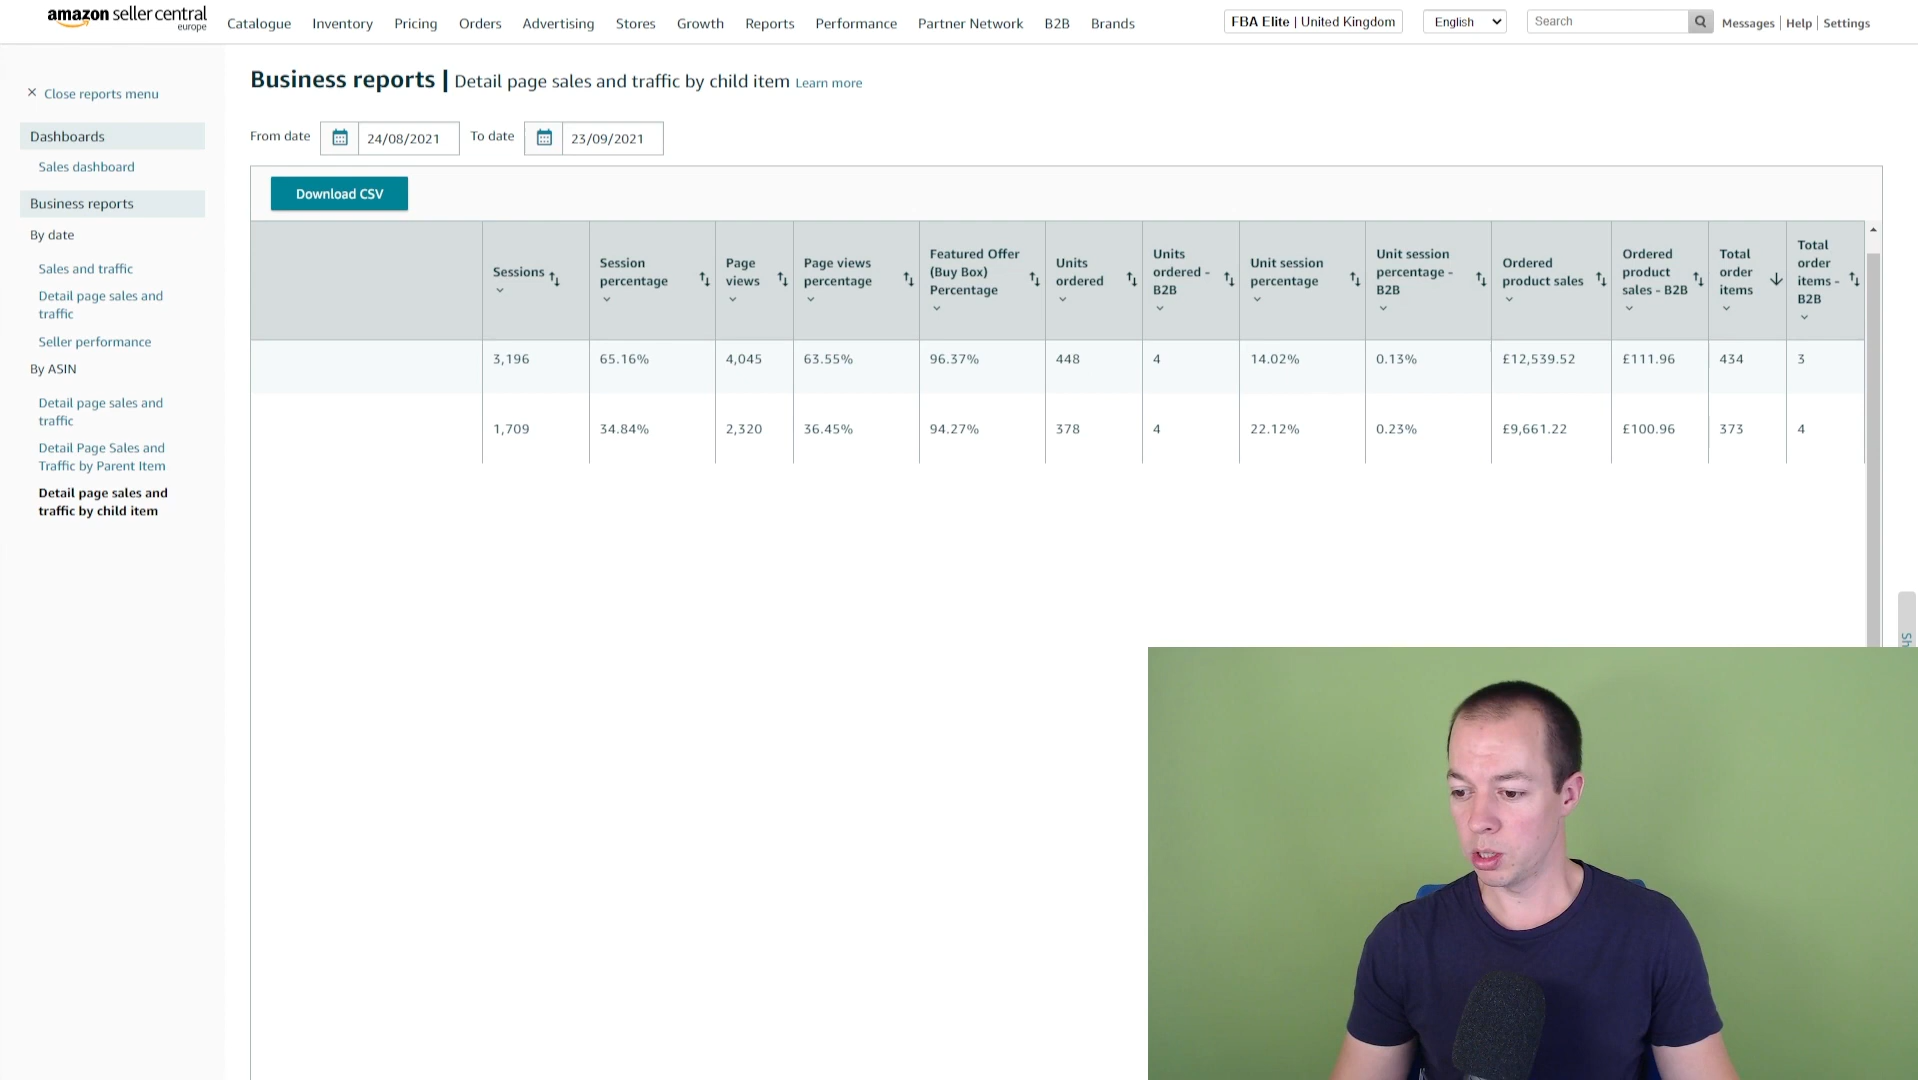 amazon seller central
europe
Catalogue Inventory Pricing Orders Advertising Stores Growth Reports Performance Partner Network B2B Brands
FBA Elite | United Kingdom
English
Search
Messages | Help | Settings
Close reports menu
Dashboards
Sales dashboard
Business reports
By date
Sales and traffic
Detail page sales and
traffic
Seller performance
By ASIN
Detail page sales and
traffic
Detail Page Sales and
Traffic by Parent Item
Detail page sales and
traffic by child item
Business reports | Detail page sales and traffic by child item Learn more
From date 24/08/2021 To date 23/09/2021
Download CSV
Sessions
Session
percentage
Page
views
Page views
percentage
Featured Offer
(Buy Box)
Percentage
Units
ordered
Units
ordered -
B2B
Unit session
percentage
Unit session
percentage -
B2B
Ordered
product sales
Ordered
product
sales - B2B
Total
order
items
Total
order
items -
B2B
3,196 65.16% 4,045 63.55% 96.37% 448 4 14.02% 0.13% £12,539.52 £111.96 434 3
1,709 34.84% 2,320 36.45% 94.27% 378 4 22.12% 0.23% £9,661.22 £100.96 373 4